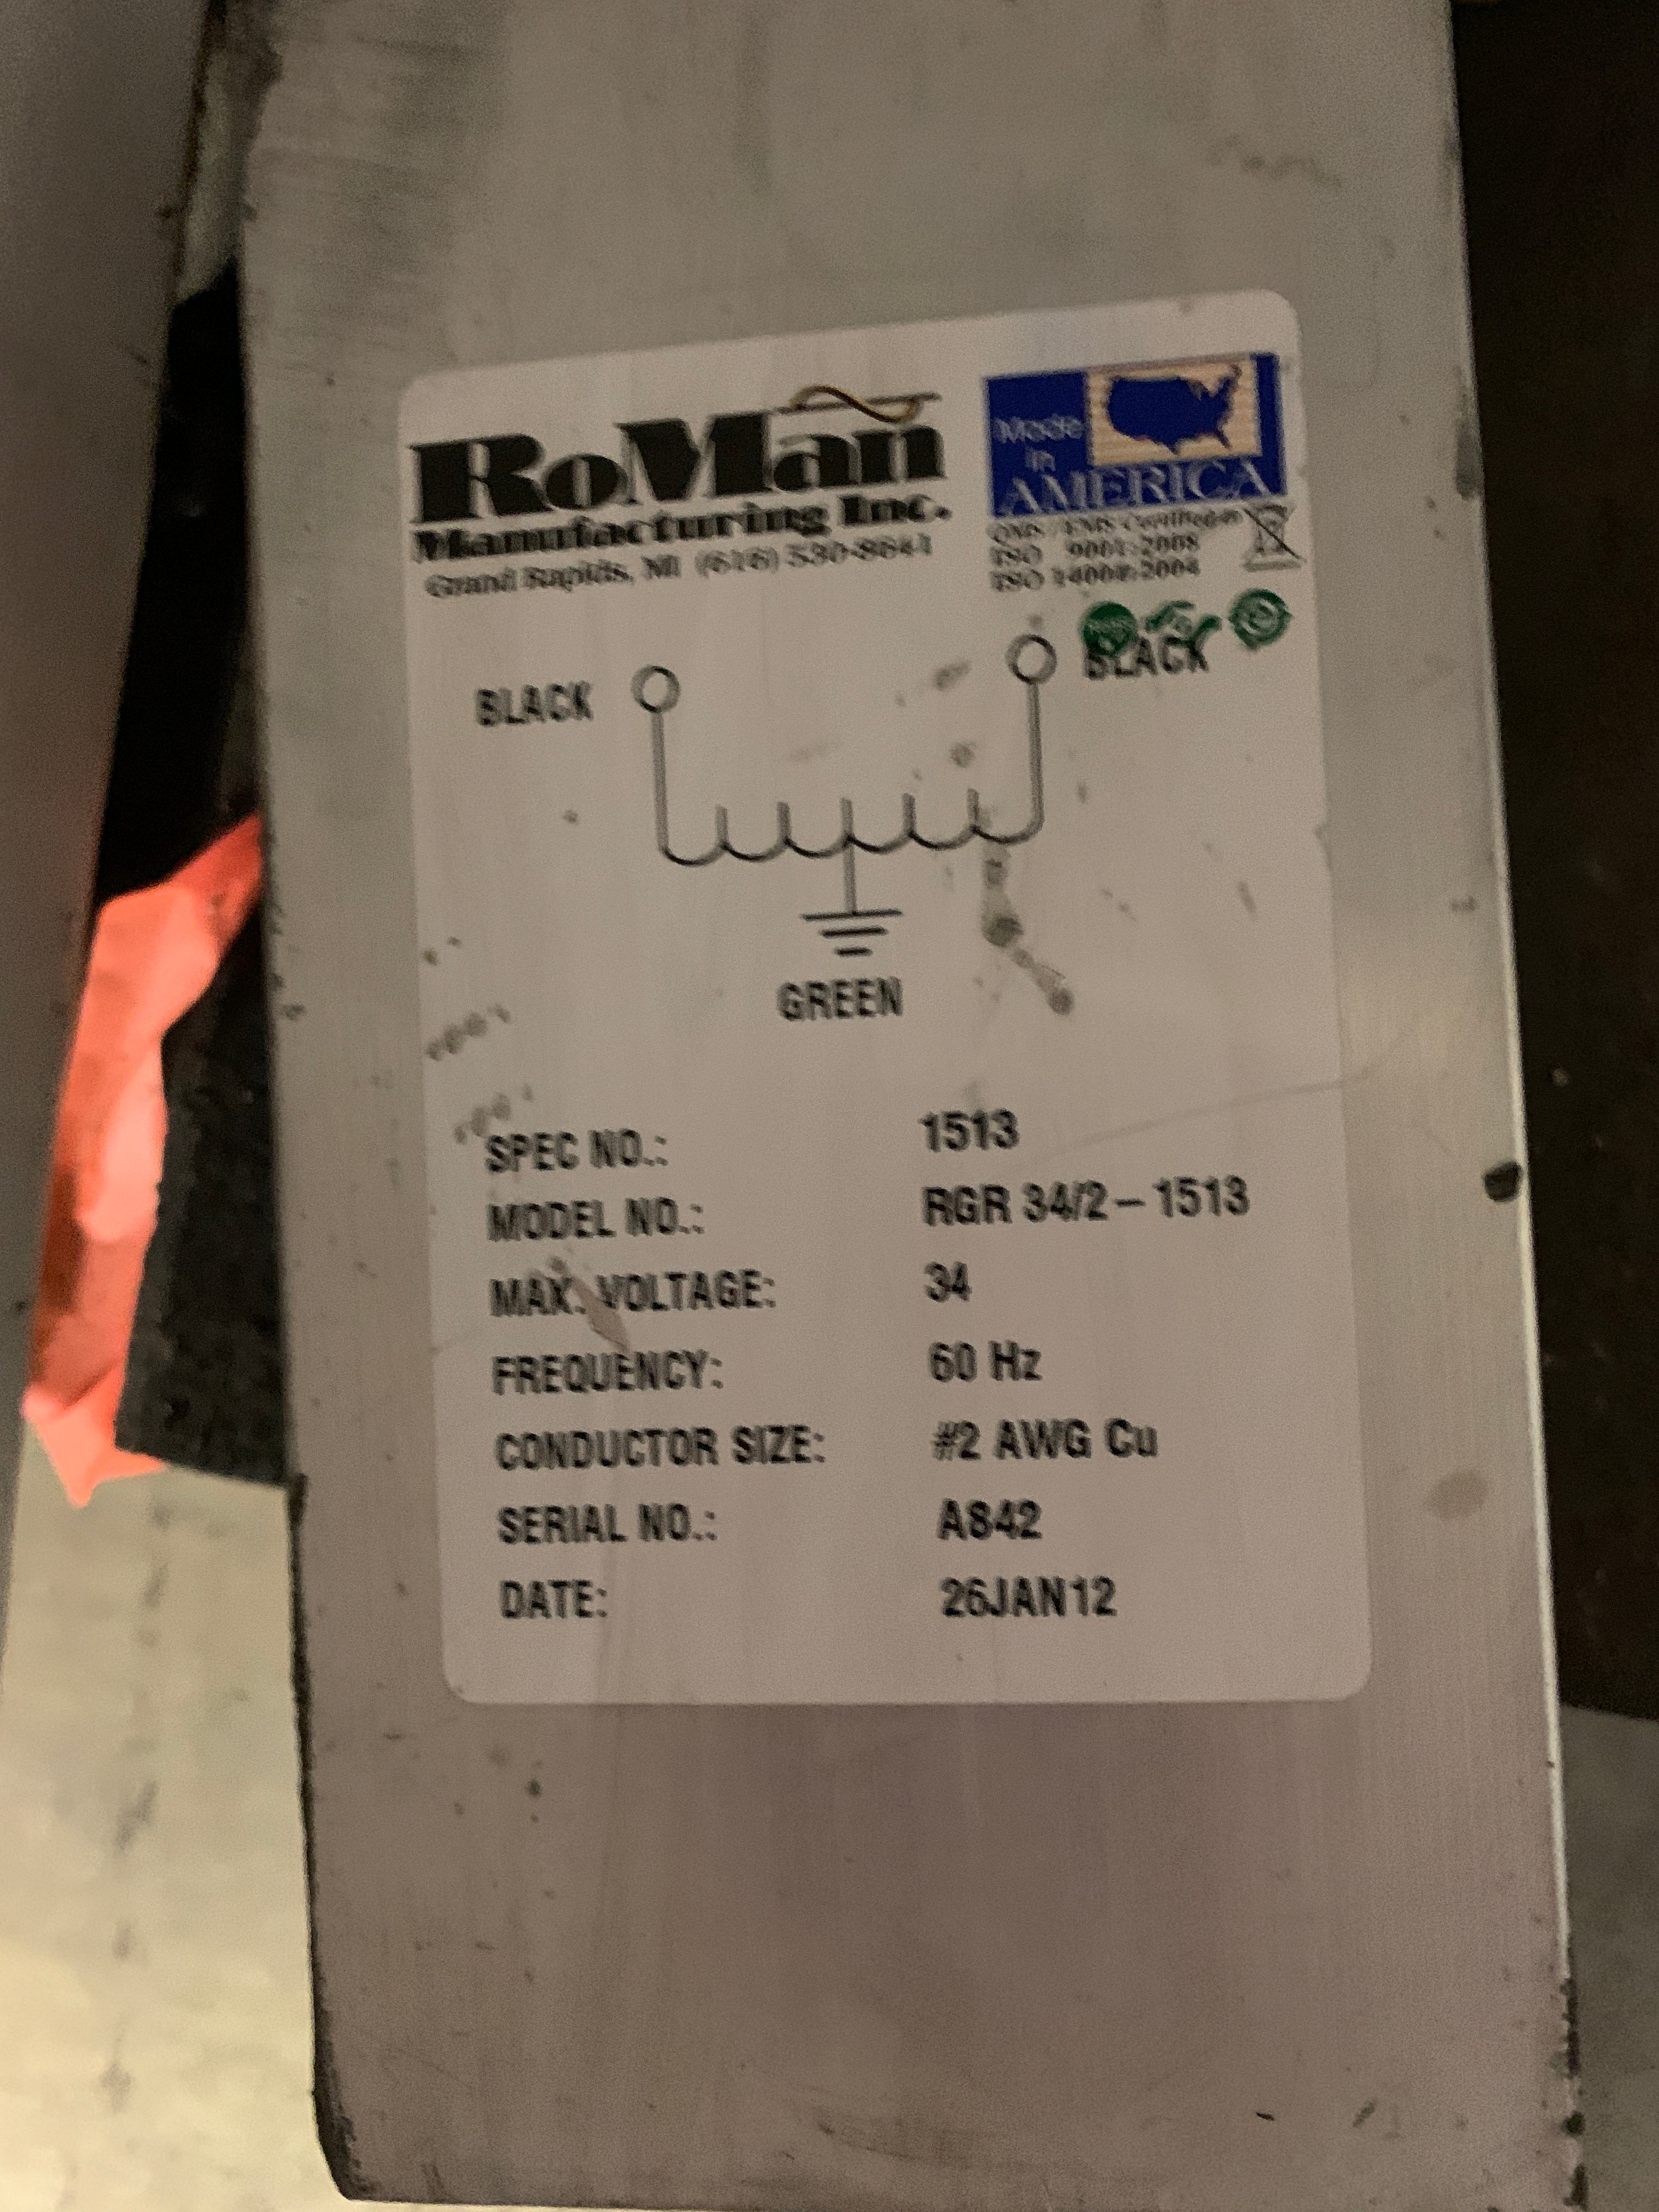 RoMan
Manufacturing Inc.
Grand Rapids, MI (616) 530-8641
Made
in
AMERICA
QMS / EMS Certified to
ISO 9001:2008
ISO 14001:2004
BLACK
BLACK
GREEN
SPEC NO.: 1513
MODEL NO.: RGR 34/2 – 1513
MAX. VOLTAGE: 34
FREQUENCY: 60 Hz
CONDUCTOR SIZE: #2 AWG Cu
SERIAL NO.: A842
DATE: 26JAN12